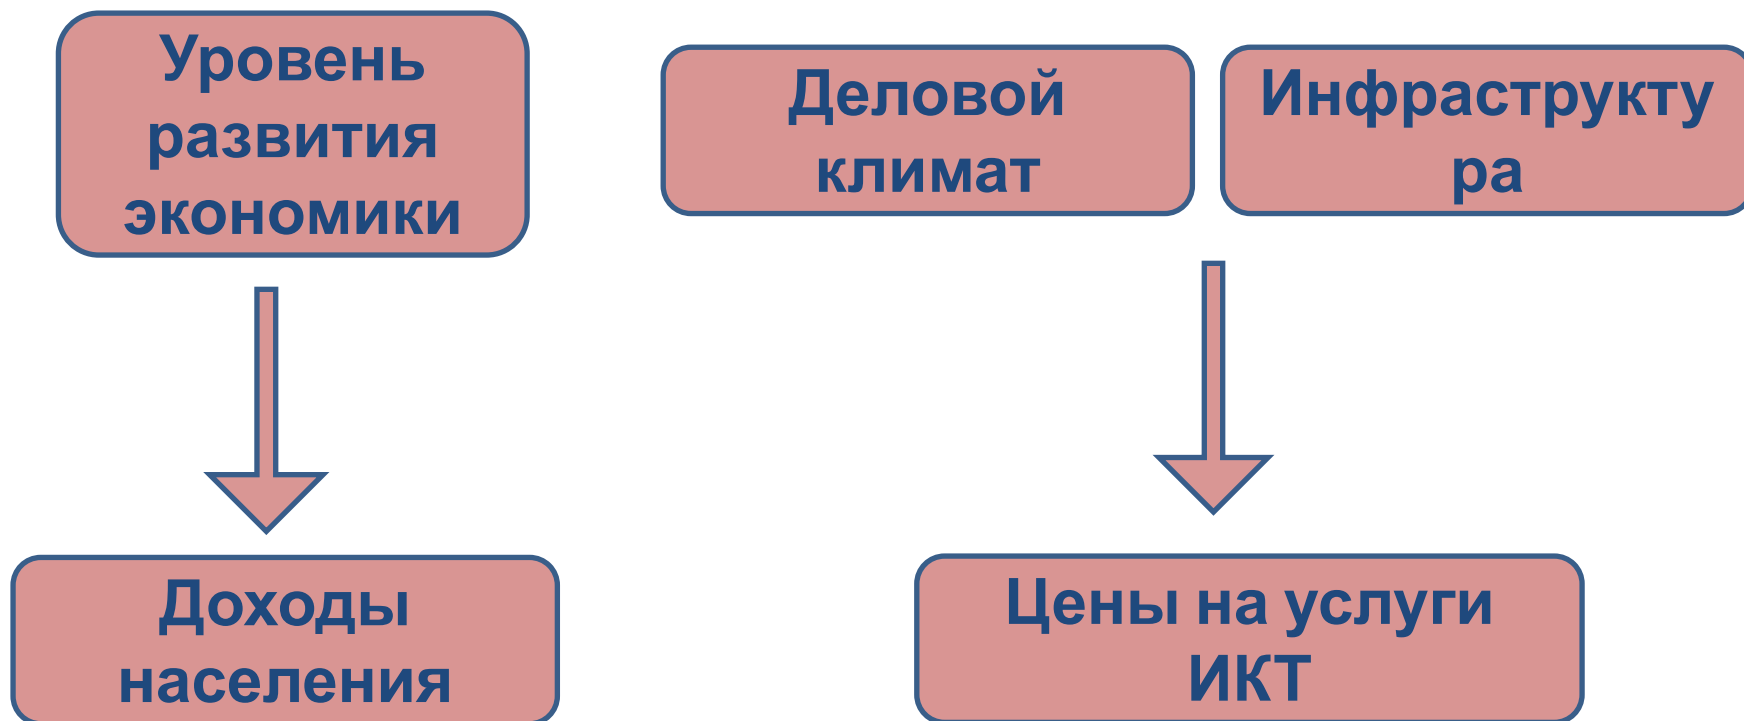 Уровень
развития
экономики
Деловой
климат
Инфраструкту
ра
Доходы
населения
Цены на услуги
ИКТ